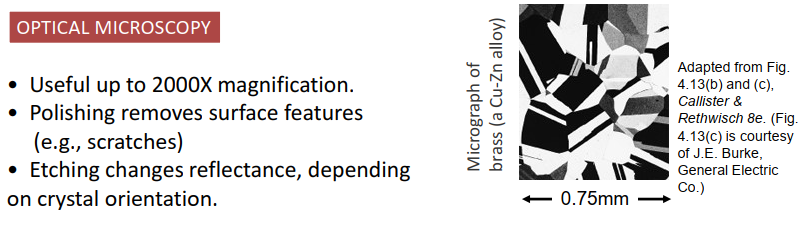 OPTICAL MICROSCOPY
• Useful up to 2000X magnification.
• Polishing removes surface features
(e.g., scratches)
• Etching changes reflectance, depending
on crystal orientation.
Micrograph of
brass (a Cu-Zn alloy)
0.75mm
Adapted from Fig.
4.13(b) and (c),
Callister &
Rethwisch 8e. (Fig.
4.13(c) is courtesy
of J.E. Burke,
General Electric
Co.)